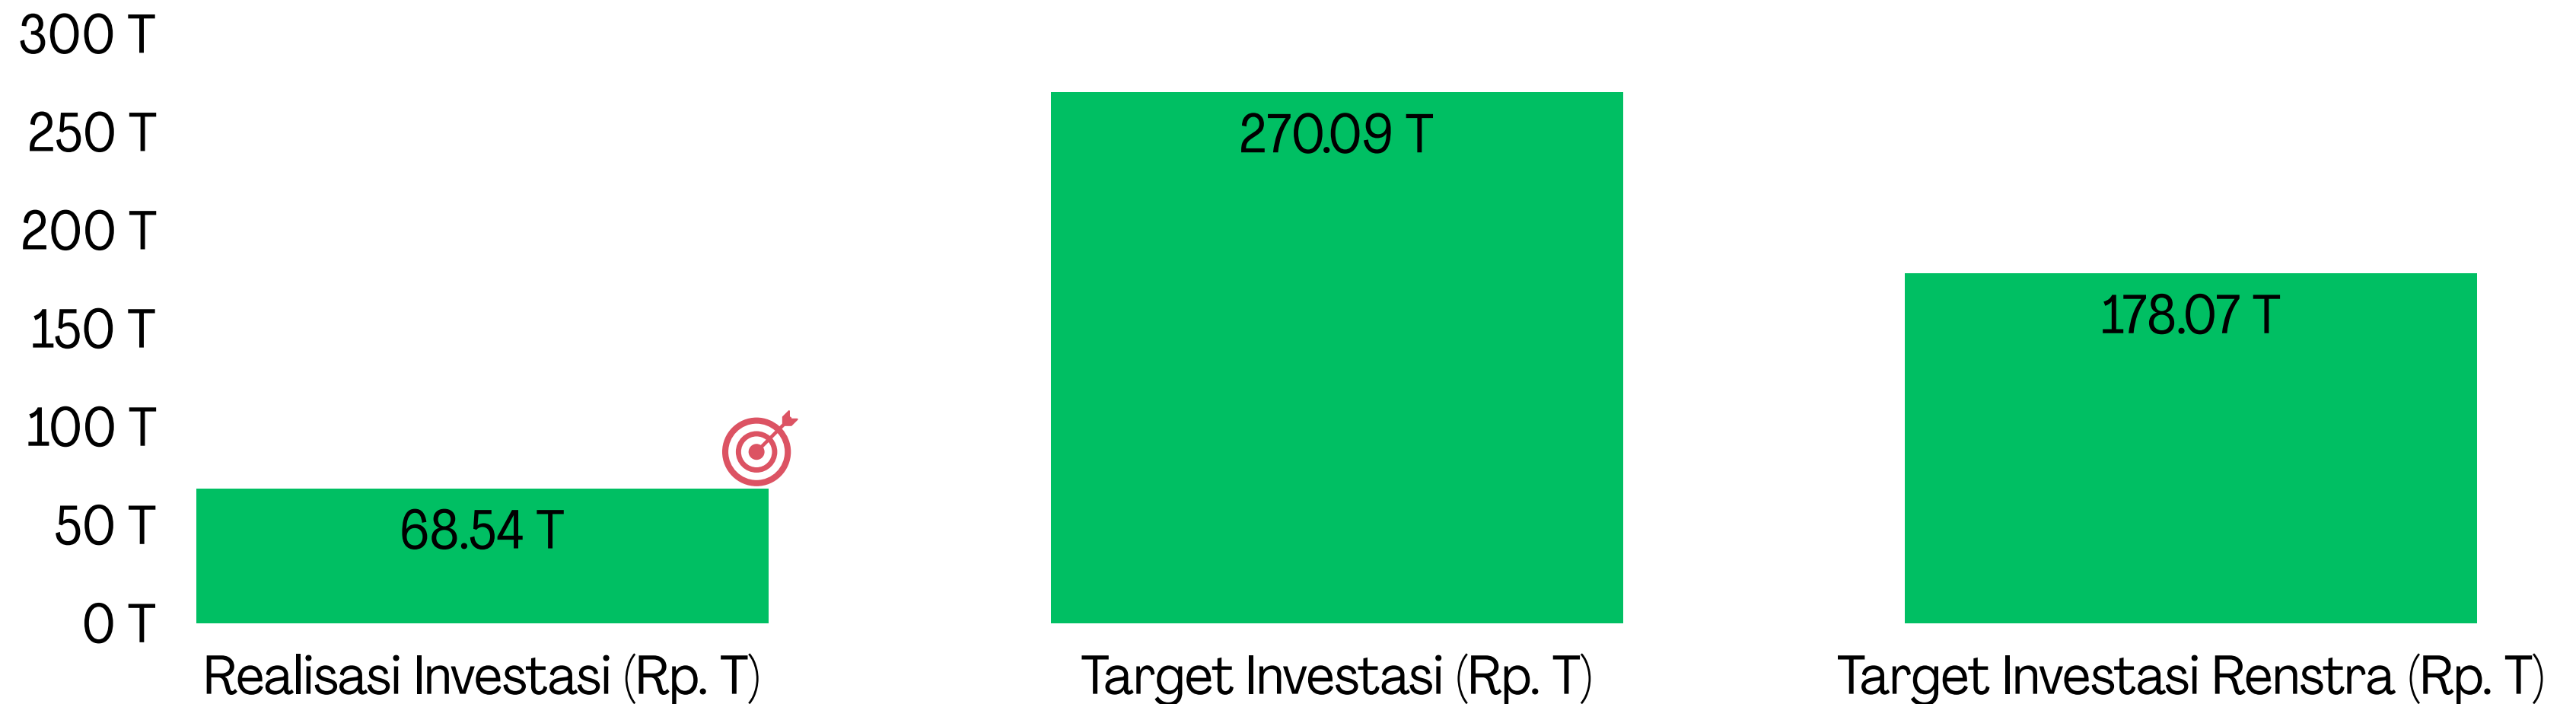 300 T
250 T
200 T
150 T
100 T
50 T
0 T
68.54 T
270.09 T
178.07 T
Realisasi Investasi (Rp. T)
Target Investasi (Rp. T)
Target Investasi Renstra (Rp. T)